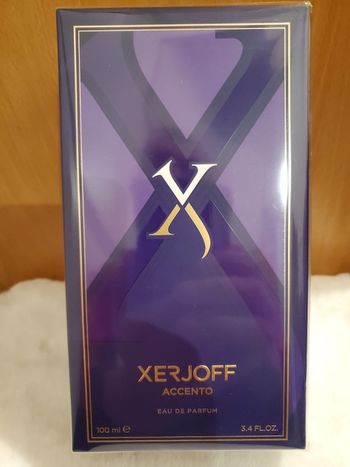 X
XERJOFF
ACCENTO
EAU DE PARFUM
100 ml ℮ 3.4 FL.OZ.